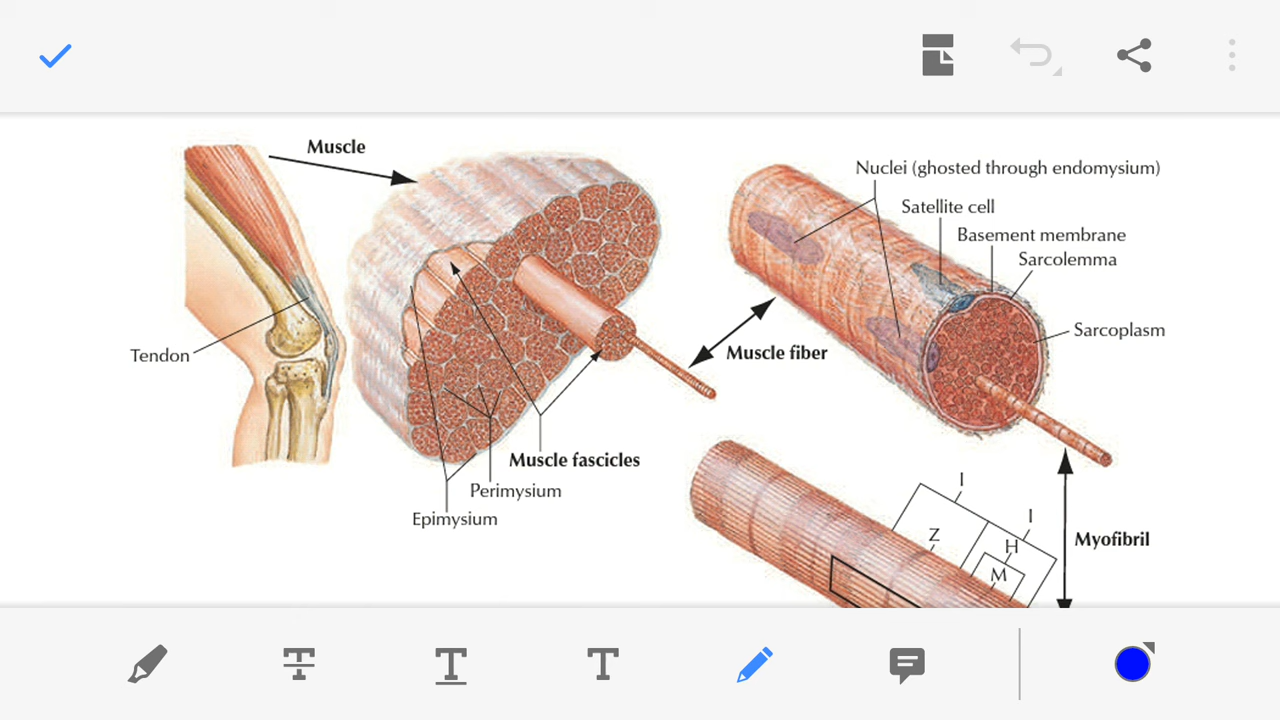 Muscle
Nuclei (ghosted through endomysium)
Satellite cell
Basement membrane
Sarcolemma
Tendon
Muscle fiber
Sarcoplasm
Muscle fascicles
Perimysium
Epimysium
I
I
Z
H
M
Myofibril
T
T
T